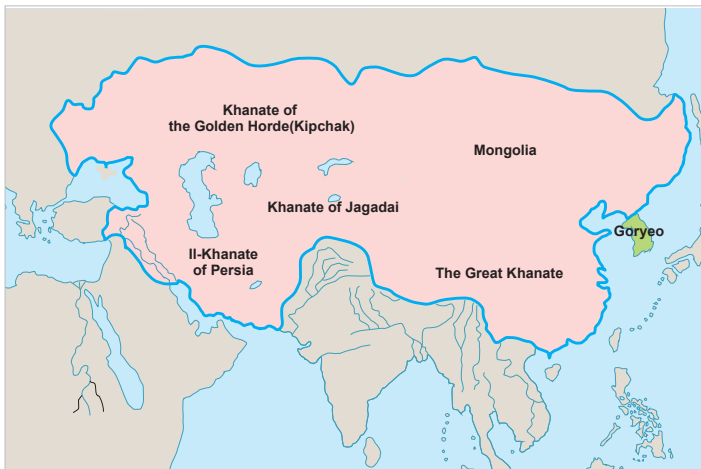 Khanate of
the Golden Horde(Kipchak)
Mongolia
Khanate of Jagadai
Goryeo
Il-Khanate
of Persia
The Great Khanate